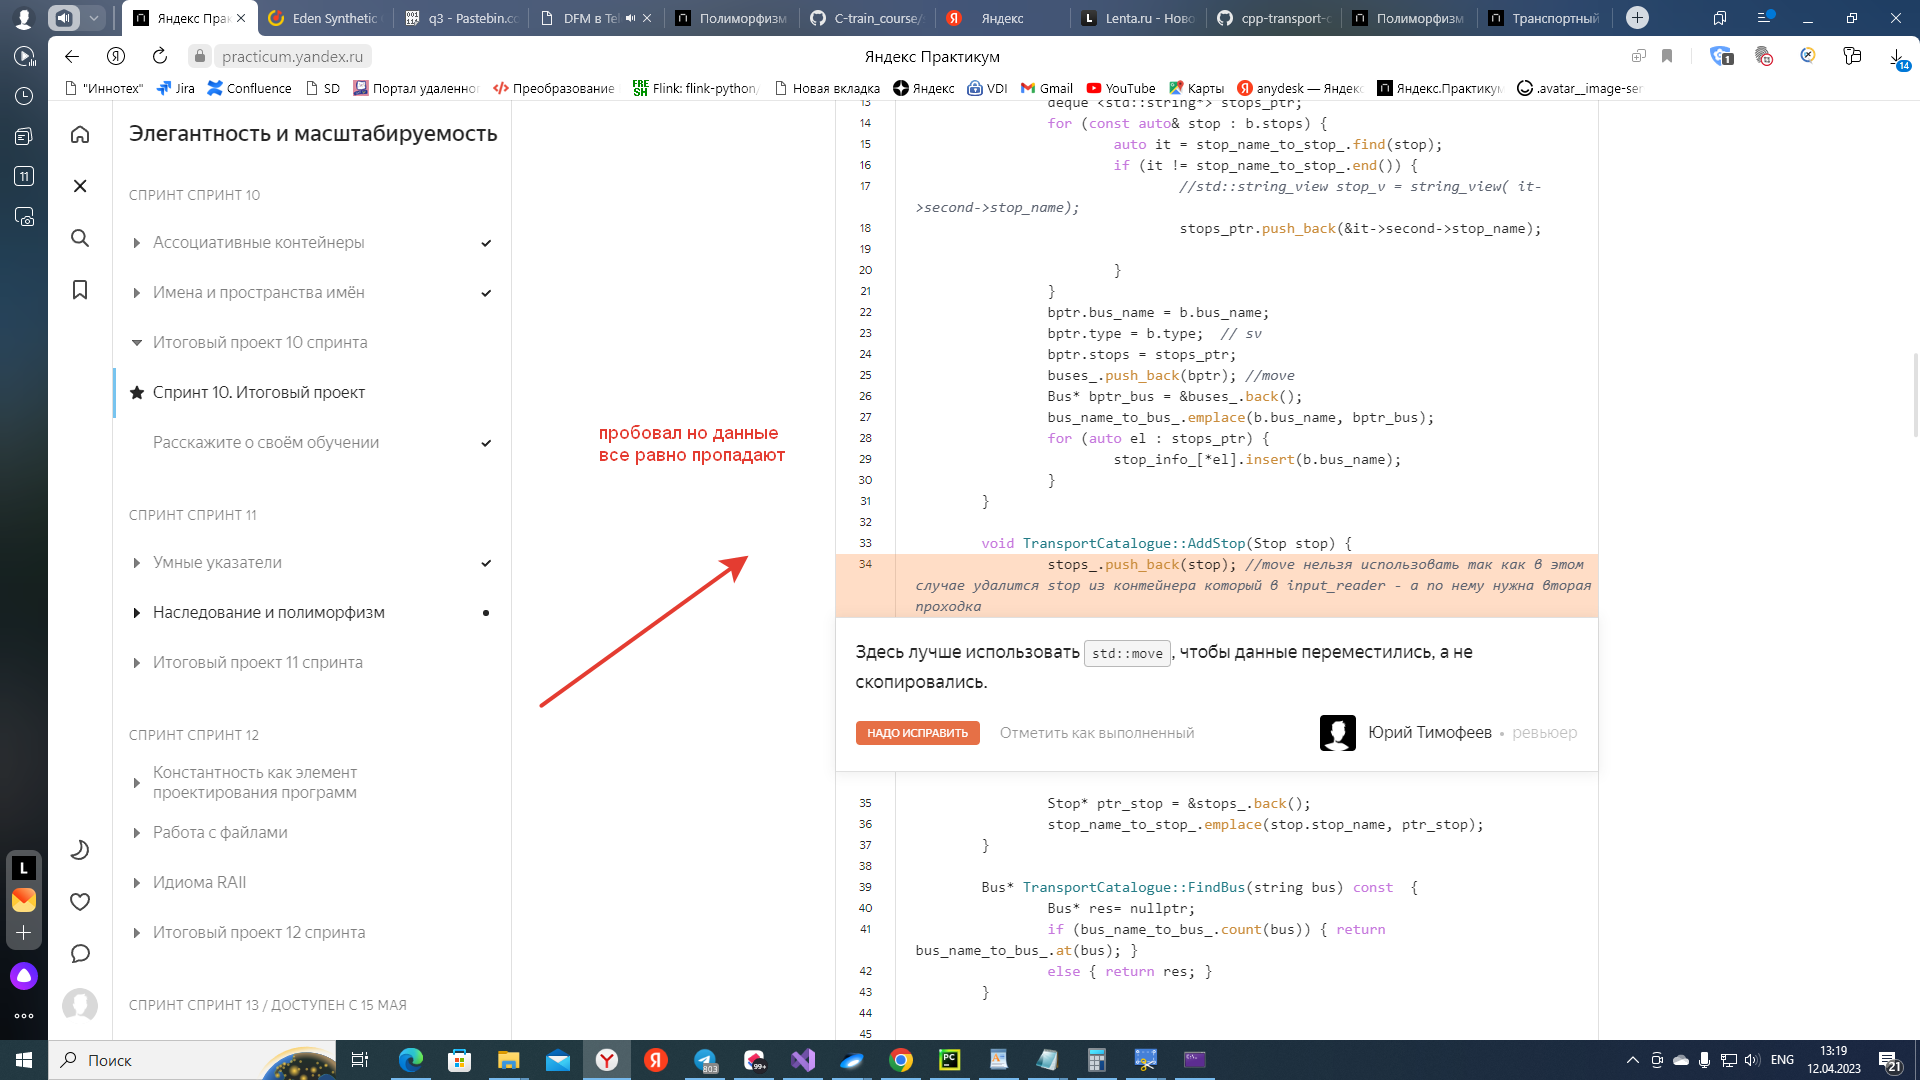 Яндекс Прак
Eden Synthetic
q3 - Pastebin.cc
DFM в Tel
Полиморфизм
C-train_course/
Яндекс
Lenta.ru - Ново
cpp-transport-c
Полиморфизм
Транспортный
practicum.yandex.ru
Яндекс Практикум
1
14
"Иннотех"
Jira
Confluence
SD
Портал удаленног
Преобразование
Flink: flink-python,
Новая вкладка
Яндекс
VDI
Gmail
YouTube
Карты
anydesk — Яндекс
Яндекс.Практикум
.avatar__image-ser
11
Элегантность и масштабируемость
СПРИНТ СПРИНТ 10
Ассоциативные контейнеры
Имена и пространства имён
Итоговый проект 10 спринта
Спринт 10. Итоговый проект
Расскажите о своём обучении
СПРИНТ СПРИНТ 11
Умные указатели
Наследование и полиморфизм
Итоговый проект 11 спринта
СПРИНТ СПРИНТ 12
Константность как элемент
проектирования программ
Работа с файлами
Идиома RAII
Итоговый проект 12 спринта
СПРИНТ СПРИНТ 13 / ДОСТУПЕН С 15 МАЯ
пробовал но данные
все равно пропадают
13 deque <std::string*> stops_ptr;
14 for (const auto& stop : b.stops) {
15 auto it = stop_name_to_stop_.find(stop);
16 if (it != stop_name_to_stop_.end()) {
17 //std::string_view stop_v = string_view( it-
>second->stop_name);
18 stops_ptr.push_back(&it->second->stop_name);
19
20 }
21 }
22 bptr.bus_name = b.bus_name;
23 bptr.type = b.type; // sv
24 bptr.stops = stops_ptr;
25 buses_.push_back(bptr); //move
26 Bus* bptr_bus = &buses_.back();
27 bus_name_to_bus_.emplace(b.bus_name, bptr_bus);
28 for (auto el : stops_ptr) {
29 stop_info_[*el].insert(b.bus_name);
30 }
31 }
32
33 void TransportCatalogue::AddStop(Stop stop) {
34 stops_.push_back(stop); //move нельзя использовать так как в этом
случае удалится stop из контейнера который в input_reader - а по нему нужна вторая
проходка
Здесь лучше использовать std::move, чтобы данные переместились, а не
скопировались.
НАДО ИСПРАВИТЬ
Отметить как выполненный
Юрий Тимофеев • ревьюер
35 Stop* ptr_stop = &stops_.back();
36 stop_name_to_stop_.emplace(stop.stop_name, ptr_stop);
37 }
38
39 Bus* TransportCatalogue::FindBus(string bus) const {
40 Bus* res= nullptr;
41 if (bus_name_to_bus_.count(bus)) { return
bus_name_to_bus_.at(bus); }
42 else { return res; }
43 }
44
45
L
Поиск
803
99+
PC
ENG
13:19
12.04.2023
21